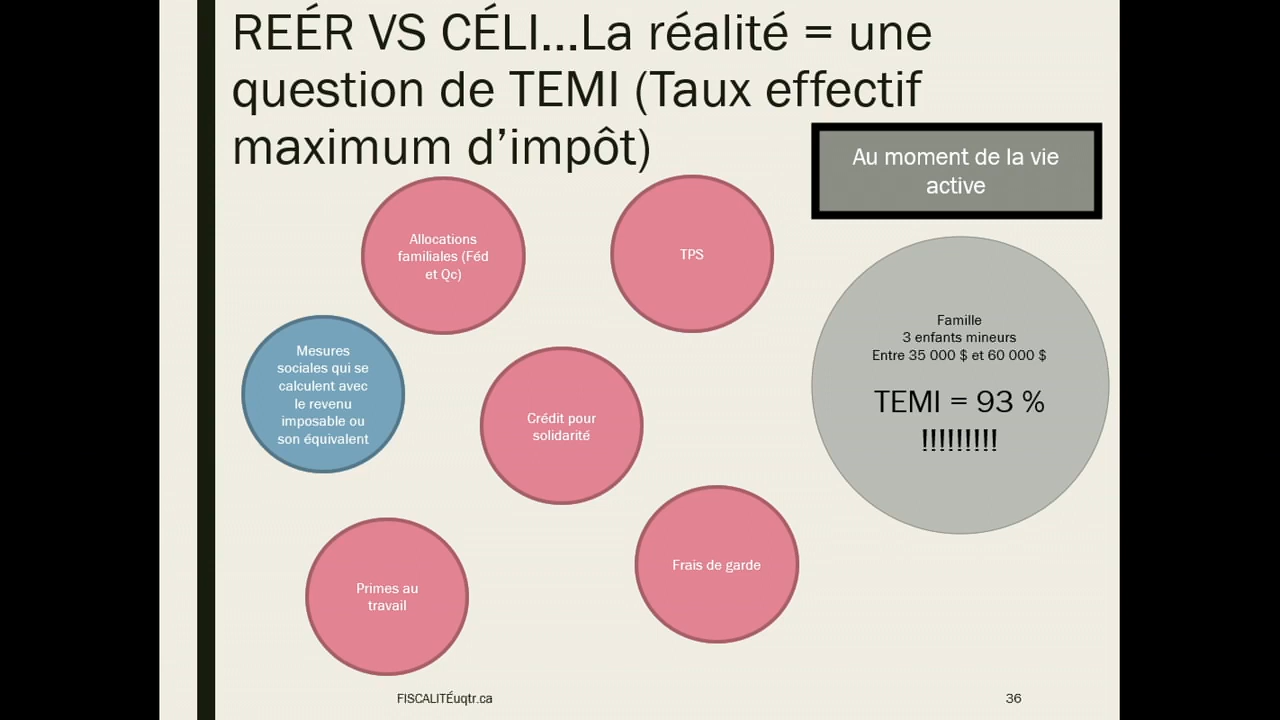 REÉR VS CÉLI...La réalité = une
question de TEMI (Taux effectif
maximum d’impôt)
Au moment de la vie
active
Allocations
familiales (Féd
et Qc)
TPS
Mesures
sociales qui se
calculent avec
le revenu
imposable ou
son équivalent
Famille
3 enfants mineurs
Entre 35 000 $ et 60 000 $
TEMI = 93 %
!!!!!!!!!
Crédit pour
solidarité
Frais de garde
Primes au
travail
FISCALITÉuqtr.ca
36